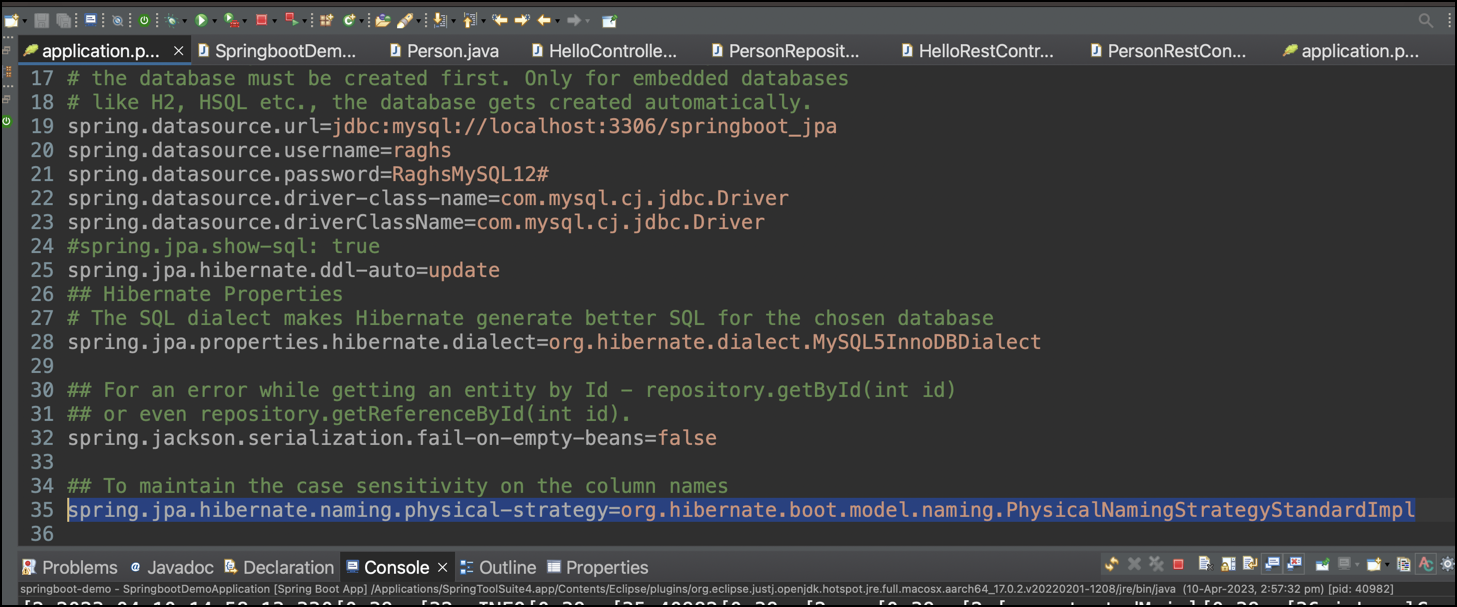 application.p...
SpringbootDem...
Person.java
HelloControlle...
PersonReposit...
HelloRestContr...
PersonRestCon...
application.p...
17 # the database must be created first. Only for embedded databases
18 # like H2, HSQL etc., the database gets created automatically.
19 spring.datasource.url=jdbc:mysql://localhost:3306/springboot_jpa
20 spring.datasource.username=raghs
21 spring.datasource.password=RaghsMySQL12#
22 spring.datasource.driver-class-name=com.mysql.cj.jdbc.Driver
23 spring.datasource.driverClassName=com.mysql.cj.jdbc.Driver
24 #spring.jpa.show-sql: true
25 spring.jpa.hibernate.ddl-auto=update
26 ## Hibernate Properties
27 # The SQL dialect makes Hibernate generate better SQL for the chosen database
28 spring.jpa.properties.hibernate.dialect=org.hibernate.dialect.MySQL5InnoDBDialect
29
30 ## For an error while getting an entity by Id - repository.getById(int id)
31 ## or even repository.getReferenceById(int id).
32 spring.jackson.serialization.fail-on-empty-beans=false
33
34 ## To maintain the case sensitivity on the column names
35 spring.jpa.hibernate.naming.physical-strategy=org.hibernate.boot.model.naming.PhysicalNamingStrategyStandardImpl
36
Problems @ Javadoc Declaration Console Outline Properties
springboot-demo - SpringbootDemoApplication [Spring Boot App] /Applications/SpringToolSuite4.app/Contents/Eclipse/plugins/org.eclipse.justj.openjdk.hotspot.jre.full.macosx.aarch64_17.0.2.v20220201-1208/jre/bin/java (10-Apr-2023, 2:57:32 pm) [pid: 40982]